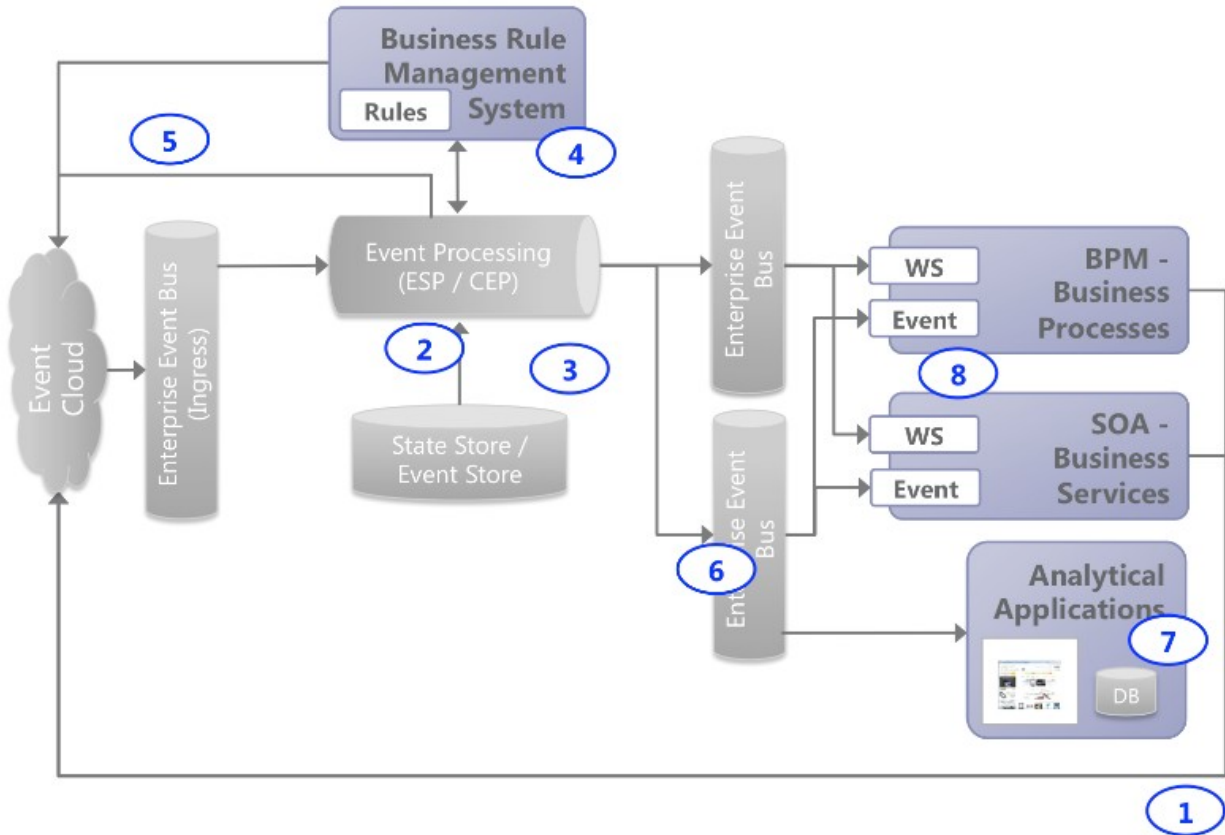 Business Rule
Management
System
Rules
5
4
Event Cloud
Enterprise Event Bus
(Ingress)
Event Processing
(ESP / CEP)
2
3
State Store /
Event Store
Enterprise Event
Bus
Enterprise Event
Bus
6
WS
Event
BPM -
Business
Processes
8
WS
Event
SOA -
Business
Services
Analytical
Applications
7
DB
1